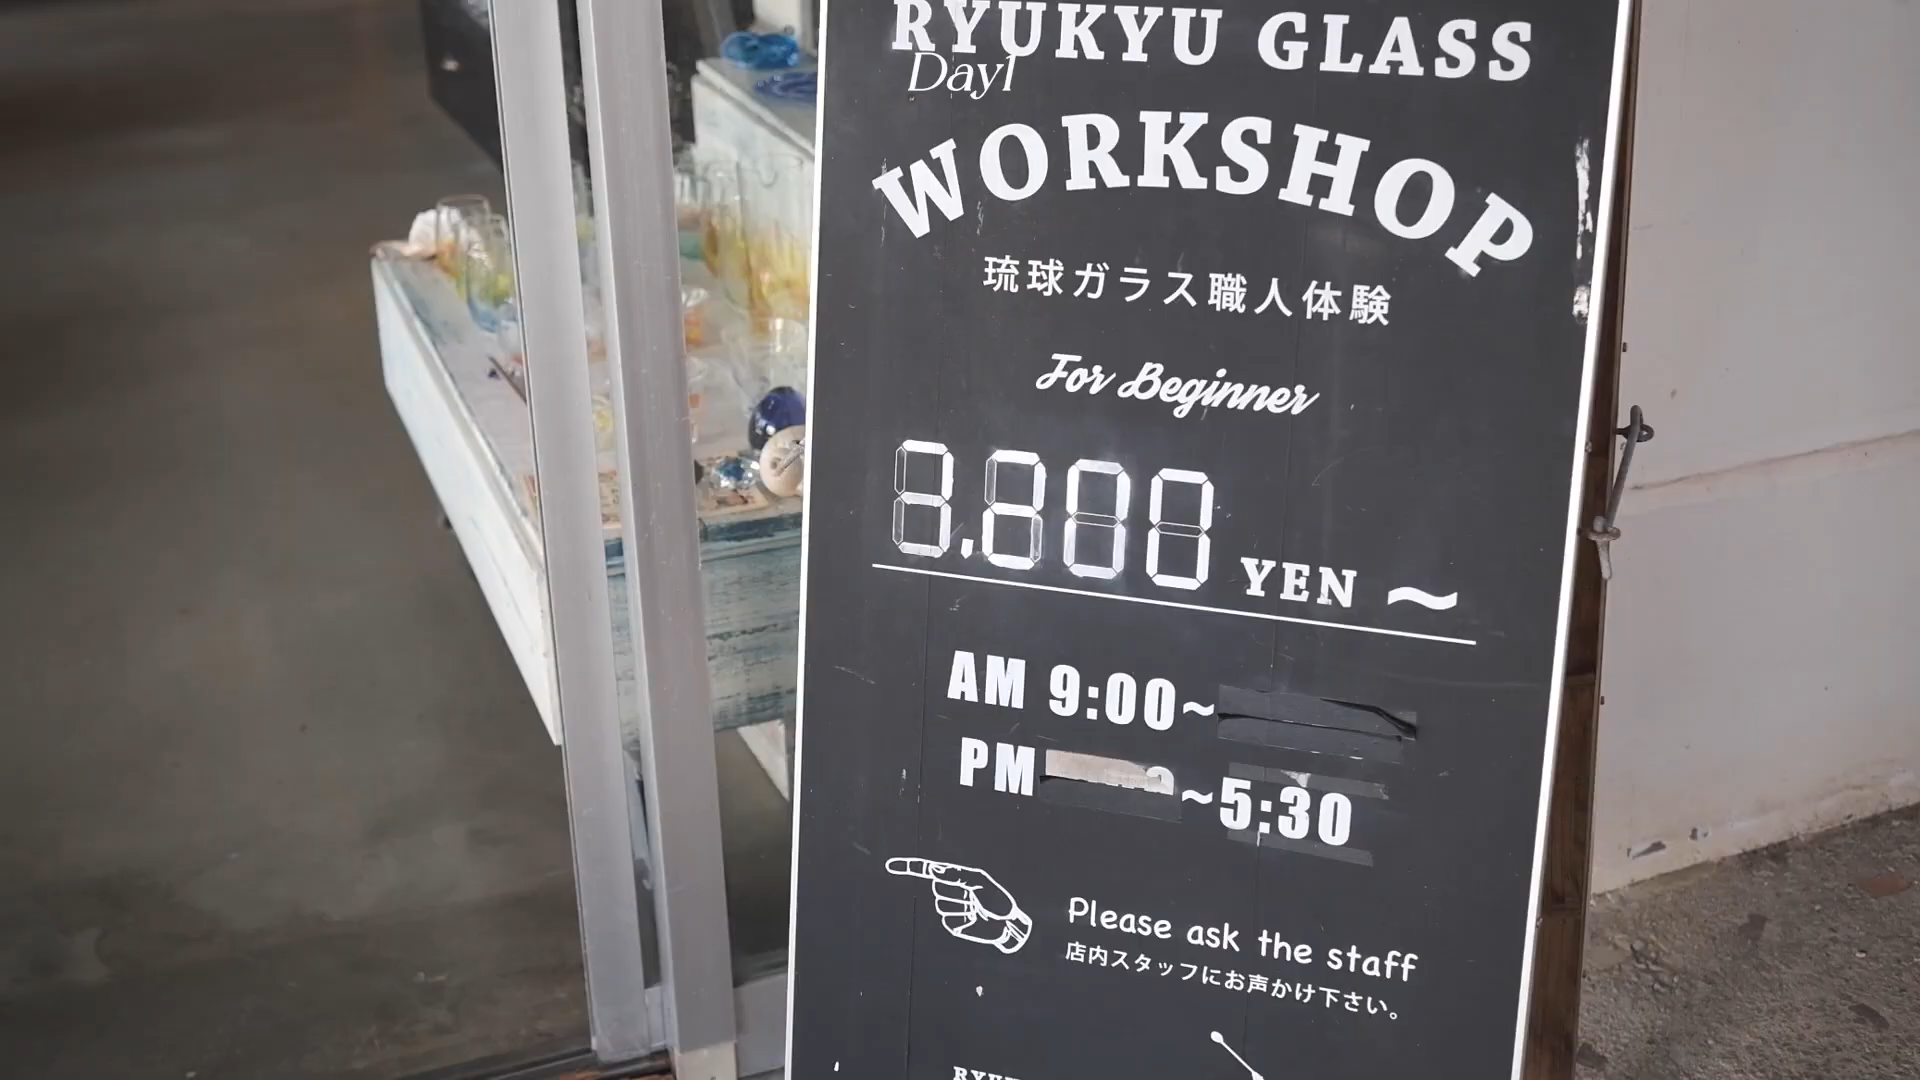 RYUKYU GLASS
Day1
WORKSHOP
琉球ガラス職人体験
For Beginner
3,200 YEN ~
AM 9:00~
PM ~5:30
Please ask the staff
店内スタッフにお声かけ下さい。